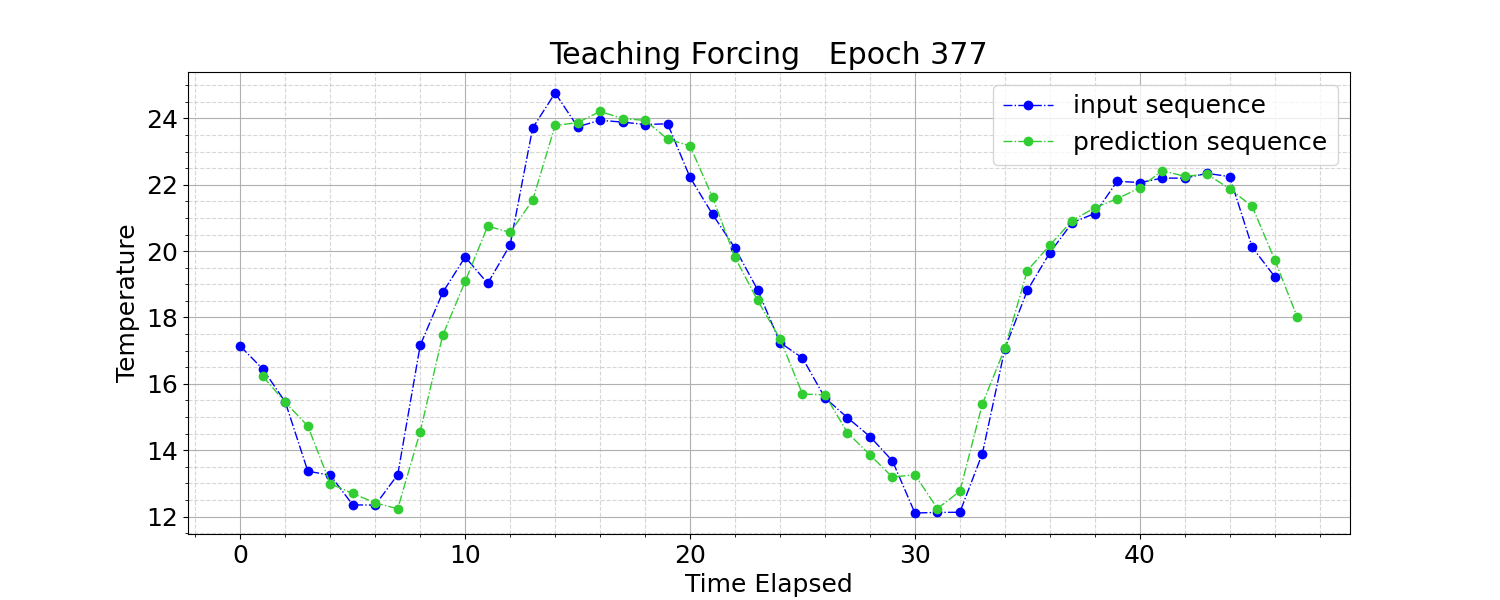 Teaching Forcing   Epoch 377
input sequence
prediction sequence
Temperature
24
22
20
18
16
14
12
0 10 20 30 40
Time Elapsed